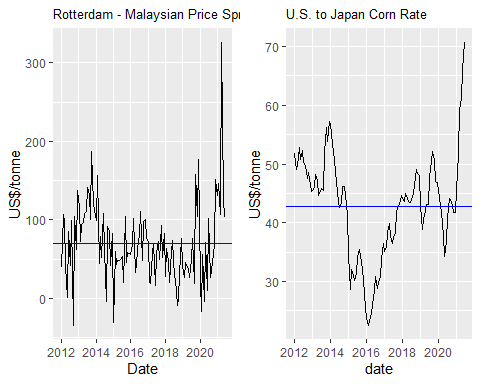 Rotterdam - Malaysian Price Spr
US$/tonne
300
200
100
0
2012 2014 2016 2018 2020
Date
U.S. to Japan Corn Rate
US$/tonne
70
60
50
40
30
2012 2014 2016 2018 2020
date